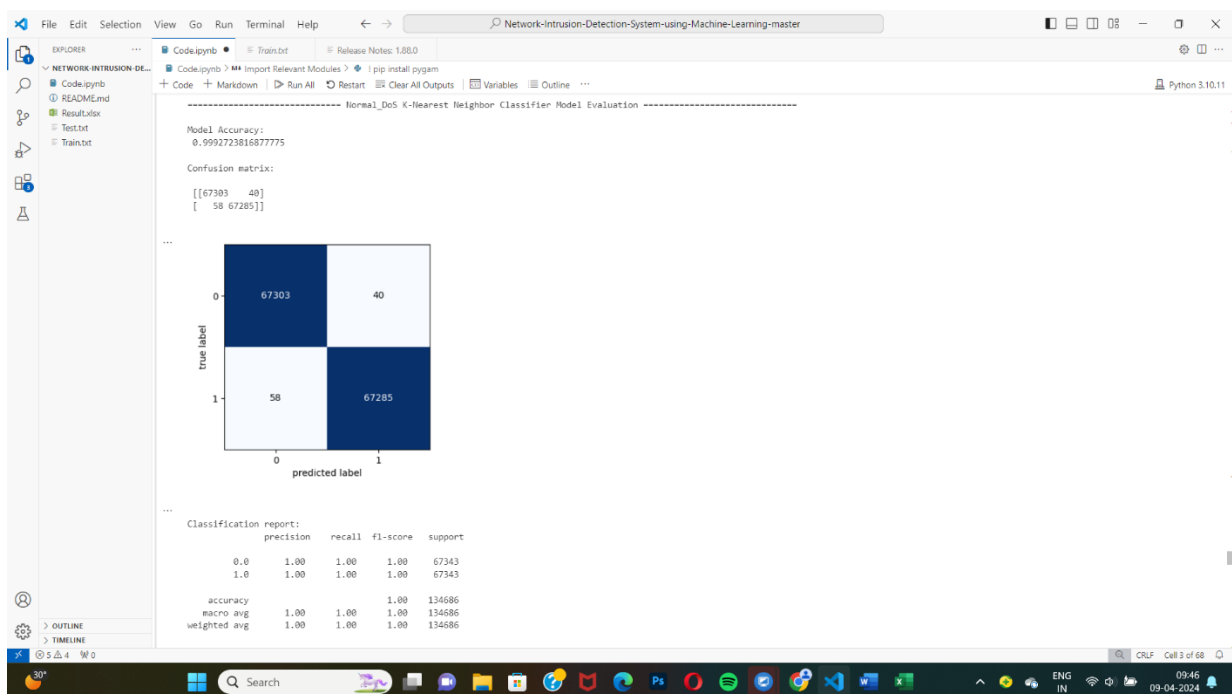 File Edit Selection View Go Run Terminal Help
Network-Intrusion-Detection-System-using-Machine-Learning-master
EXPLORER
Code.ipynb
Train.txt
Release Notes: 1.88.0
NETWORK-INTRUSION-DE...
Code.ipynb
README.md
Result.xlsx
Test.txt
Train.txt
Code.ipynb > M↓ Import Relevant Modules > ! pip install pygam
+ Code + Markdown Run All Restart Clear All Outputs Variables Outline ...
Python 3.10.11
------------------------------ Normal_DoS K-Nearest Neighbor Classifier Model Evaluation ------------------------------
Model Accuracy:
0.9992723816877775
Confusion matrix:
[[67303 40]
[ 58 67285]]
...
0
67303
40
true label
1
58
67285
0
1
predicted label
...
Classification report:
precision recall f1-score support
0.0 1.00 1.00 1.00 67343
1.0 1.00 1.00 1.00 67343
accuracy 1.00 134686
macro avg 1.00 1.00 1.00 134686
weighted avg 1.00 1.00 1.00 134686
OUTLINE
TIMELINE
5 4 0
CRLF Cell 3 of 68
30°
Search
Ps
ENG
IN
09:46
09-04-2024